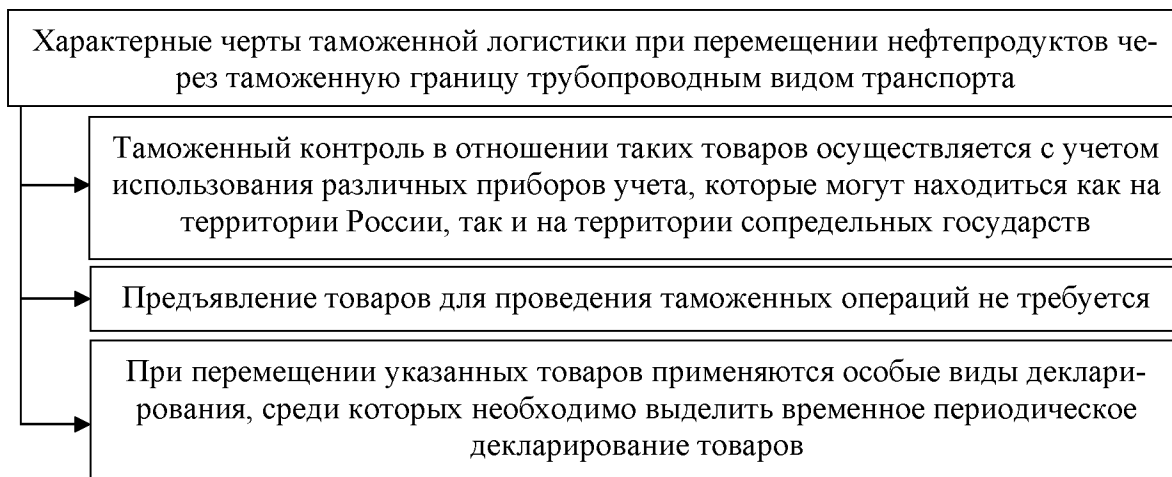 Характерные черты таможенной логистики при перемещении нефтепродуктов че-
рез таможенную границу трубопроводным видом транспорта
Таможенный контроль в отношении таких товаров осуществляется с учетом
использования различных приборов учета, которые могут находиться как на
территории России, так и на территории сопредельных государств
Предъявление товаров для проведения таможенных операций не требуется
При перемещении указанных товаров применяются особые виды деклари-
рования, среди которых необходимо выделить временное периодическое
декларирование товаров